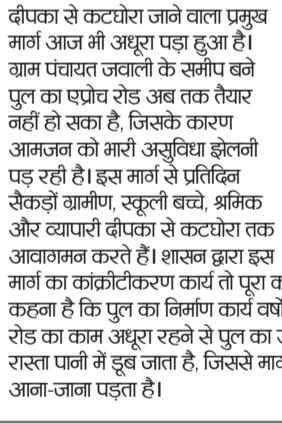 दीपका से कटघोरा जाने वाला प्रमुख
मार्ग आज भी अधूरा पड़ा हुआ है।
ग्राम पंचायत जवाली के समीप बने
पुल का एप्रोच रोड अब तक तैयार
नहीं हो सका है, जिसके कारण
आमजन को भारी असुविधा झेलनी
पड़ रही है। इस मार्ग से प्रतिदिन
सैकड़ों ग्रामीण, स्कूली बच्चे, श्रमिक
और व्यापारी दीपका से कटघोरा तक
आवागमन करते हैं। शासन द्वारा इस
मार्ग का कांक्रीटीकरण कार्य तो पूरा
कहना है कि पुल का निर्माण कार्य
रोड का काम अधूरा रहने से पुल का
रास्ता पानी में डूब जाता है, जिससे
आना-जाना पड़ता है।